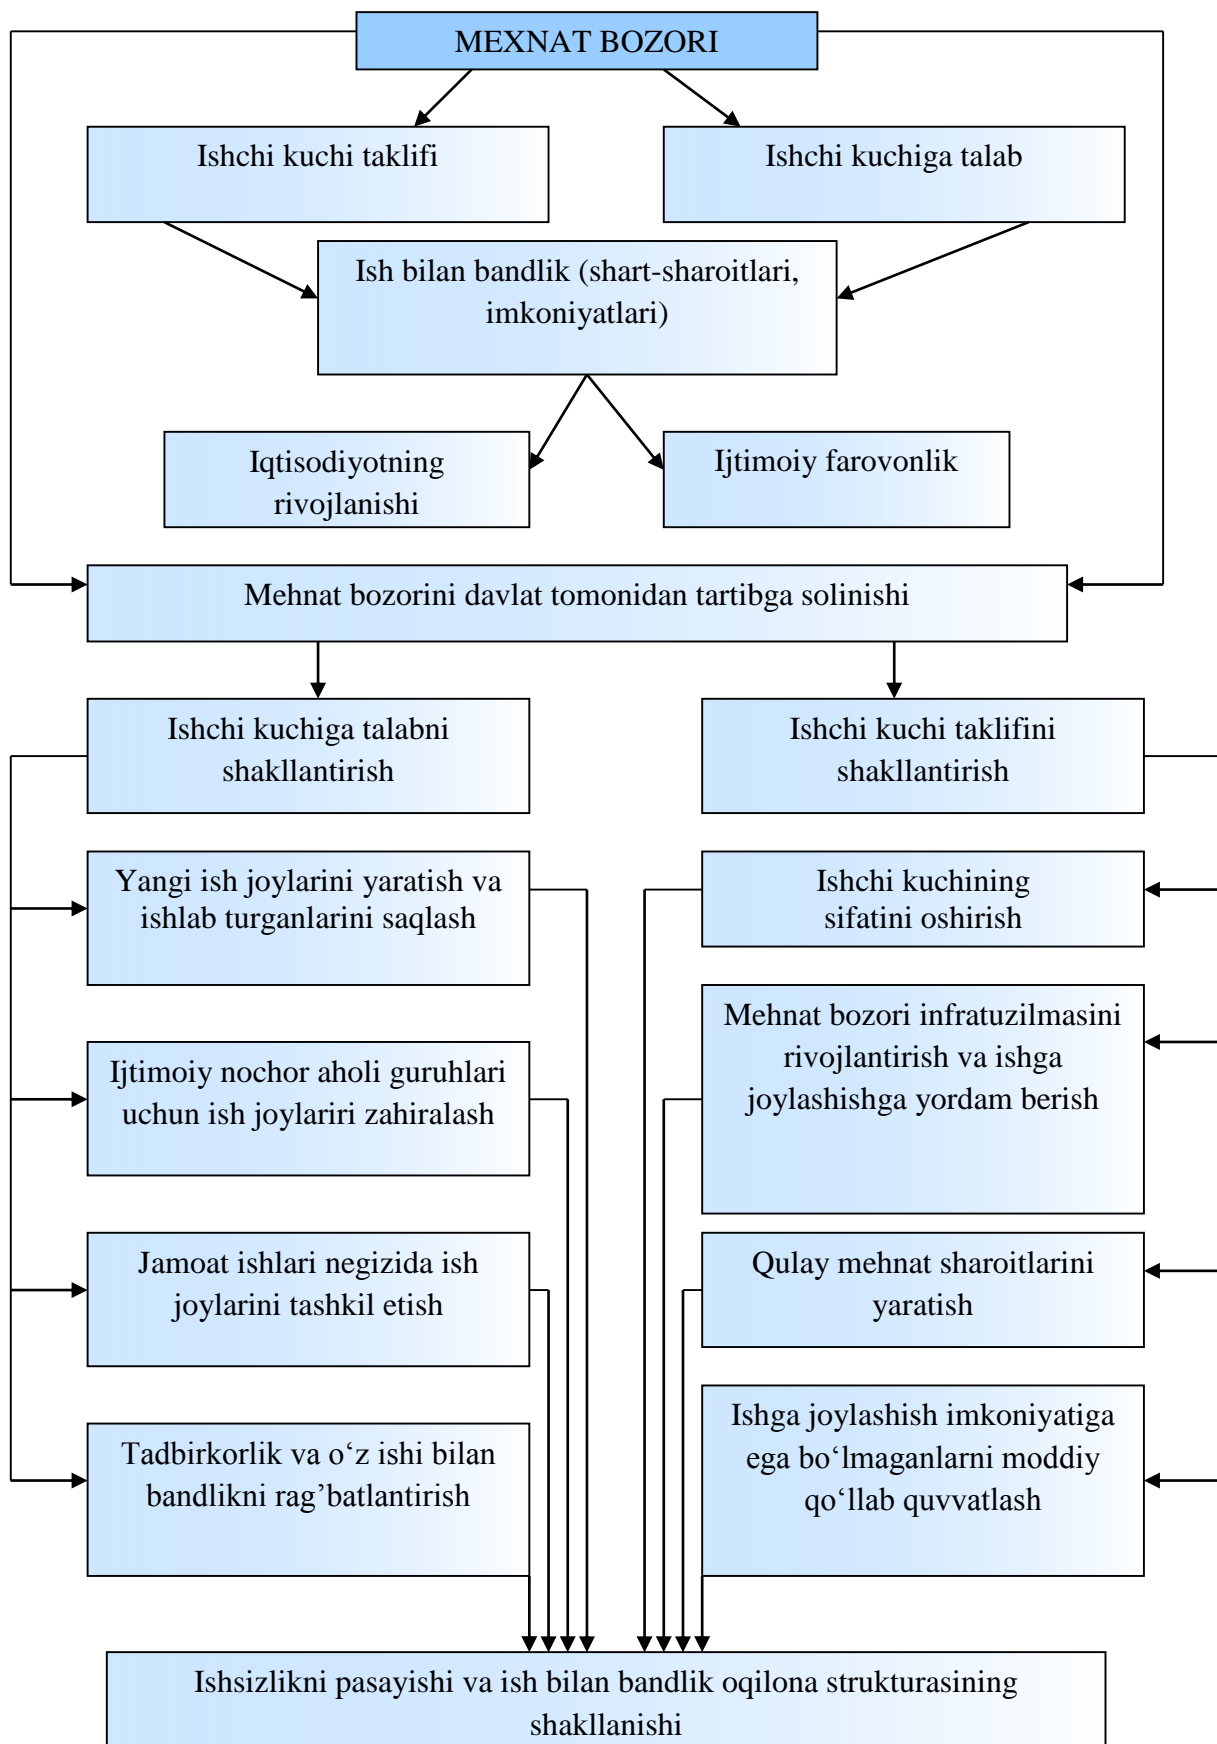 MEXNAT BOZORI
Ishchi kuchi taklifi
Ishchi kuchiga talab
Ish bilan bandlik (shart-sharoitlari,
imkoniyatlari)
Iqtisodiyotning
rivojlanishi
Ijtimoiy farovonlik
Mehnat bozorini davlat tomonidan tartibga solinishi
Ishchi kuchiga talabni
shakllantirish
Ishchi kuchi taklifini
shakllantirish
Yangi ish joylarini yaratish va
ishlab turganlarini saqlash
Ishchi kuchining
sifatini oshirish
Ijtimoiy nochor aholi guruhlari
uchun ish joylariri zahiralash
Mehnat bozori infratuzilmasini
rivojlantirish va ishga
joylashishga yordam berish
Jamoat ishlari negizida ish
joylarini tashkil etish
Qulay mehnat sharoitlarini
yaratish
Tadbirkorlik va o‘z ishi bilan
bandlikni rag’batlantirish
Ishga joylashish imkoniyatiga
ega bo‘lmaganlarni moddiy
qo‘llab quvvatlash
Ishsizlikni pasayishi va ish bilan bandlik oqilona strukturasining
shakllanishi